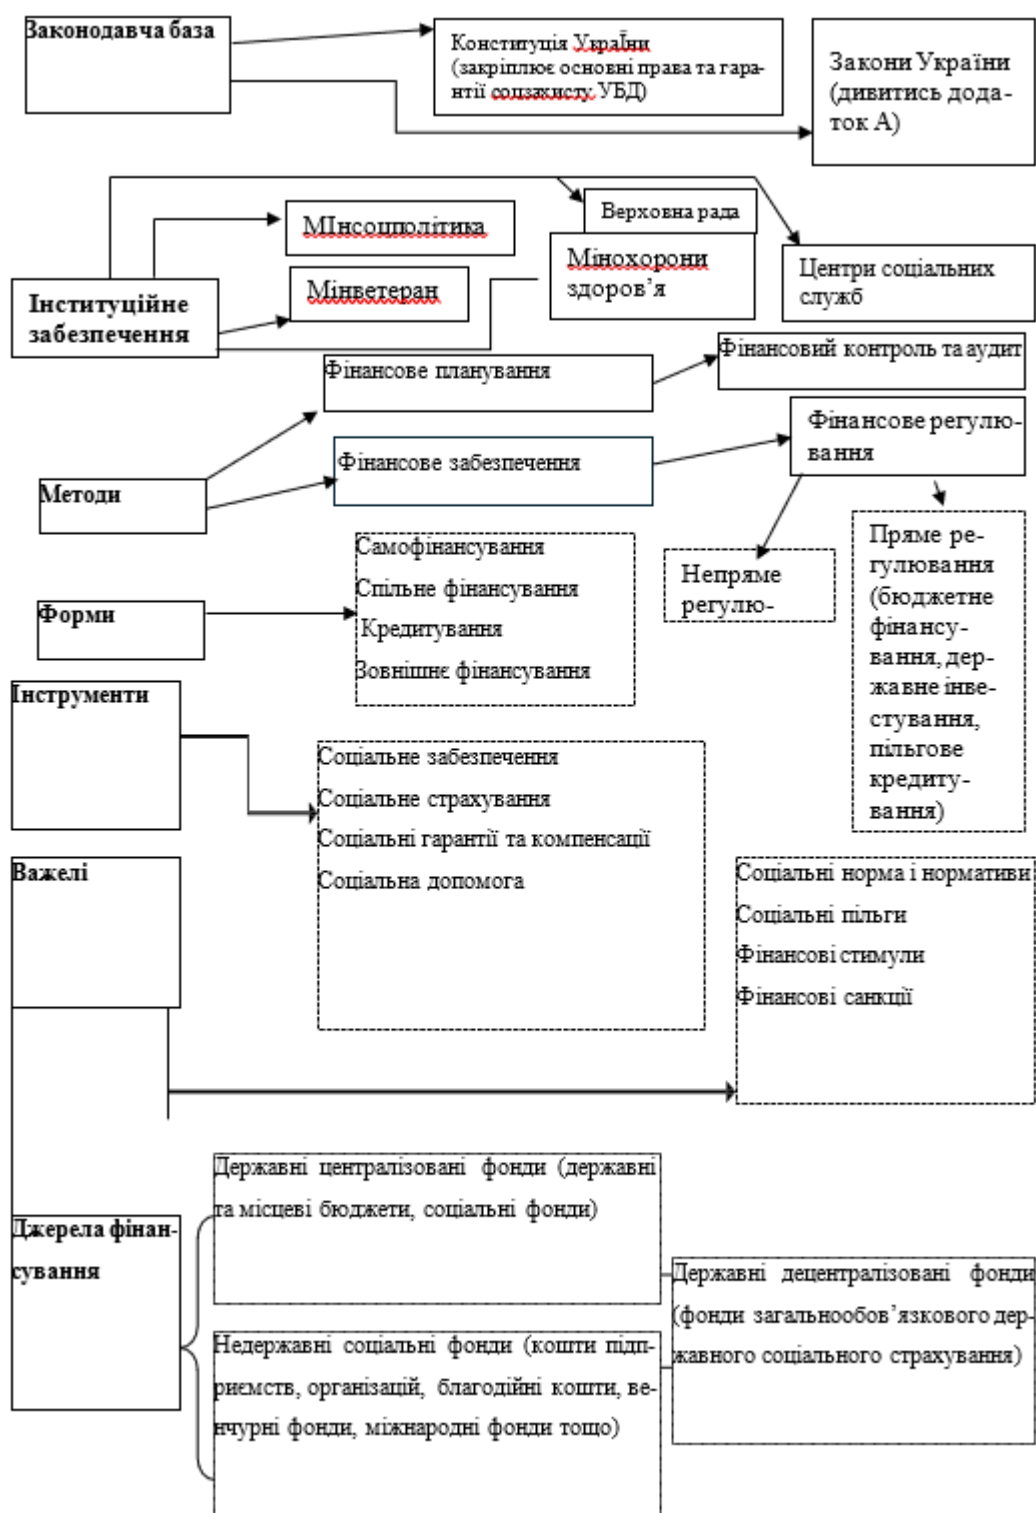 Законодавча база
Конституція УкраЇни
(закріплює основні права та гара-
нтії соцзахисту УБД)
Закони України
(дивитись дода-
ток А)
МІнсоцполітика
Верховна рада
Мінохорони
здоров’я
Центри соціальних
служб
Мінветеран
Інституційне
забезпечення
Фінансове планування
Фінансовий контроль та аудит
Фінансове регулю-
вання
Фінансове забезпечення
Методи
Самофінансування
Спільне фінансування
Кредитування
Зовнішнє фінансування
Непряме
регулю-
Пряме ре-
гулювання
(бюджетне
фінансу-
вання, дер-
жавне інве-
стування,
пільгове
кредиту-
вання)
Форми
Інструменти
Соціальне забезпечення
Соціальне страхування
Соціальні гарантії та компенсації
Соціальна допомога
Важелі
Соціальні норма і нормативи
Соціальні пільги
Фінансові стимули
Фінансові санкції
Державні централізовані фонди (державні
та місцеві бюджети, соціальні фонди)
Джерела фінан-
сування
Державні децентралізовані фонди
(фонди загальнообов’язкового дер-
жавного соціального страхування)
Недержавні соціальні фонди (кошти підп-
риємств, організацій, благодійні кошти, ве-
нчурні фонди, міжнародні фонди тощо)